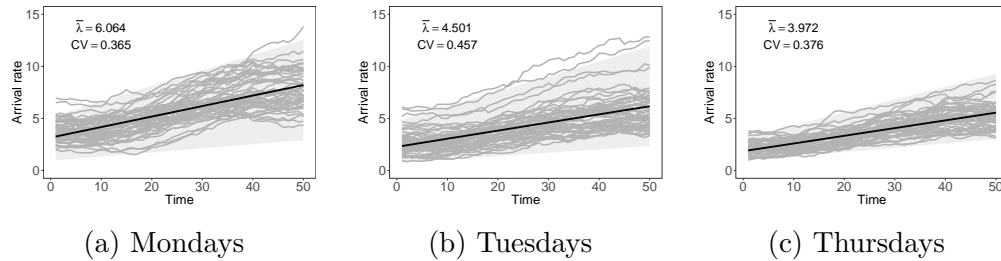 15
10
5
0
Arrival rate
λ̄ = 6.064
CV = 0.365
0 10 20 30 40 50
Time
(a) Mondays
15
10
5
0
Arrival rate
λ̄ = 4.501
CV = 0.457
0 10 20 30 40 50
Time
(b) Tuesdays
15
10
5
0
Arrival rate
λ̄ = 3.972
CV = 0.376
0 10 20 30 40 50
Time
(c) Thursdays